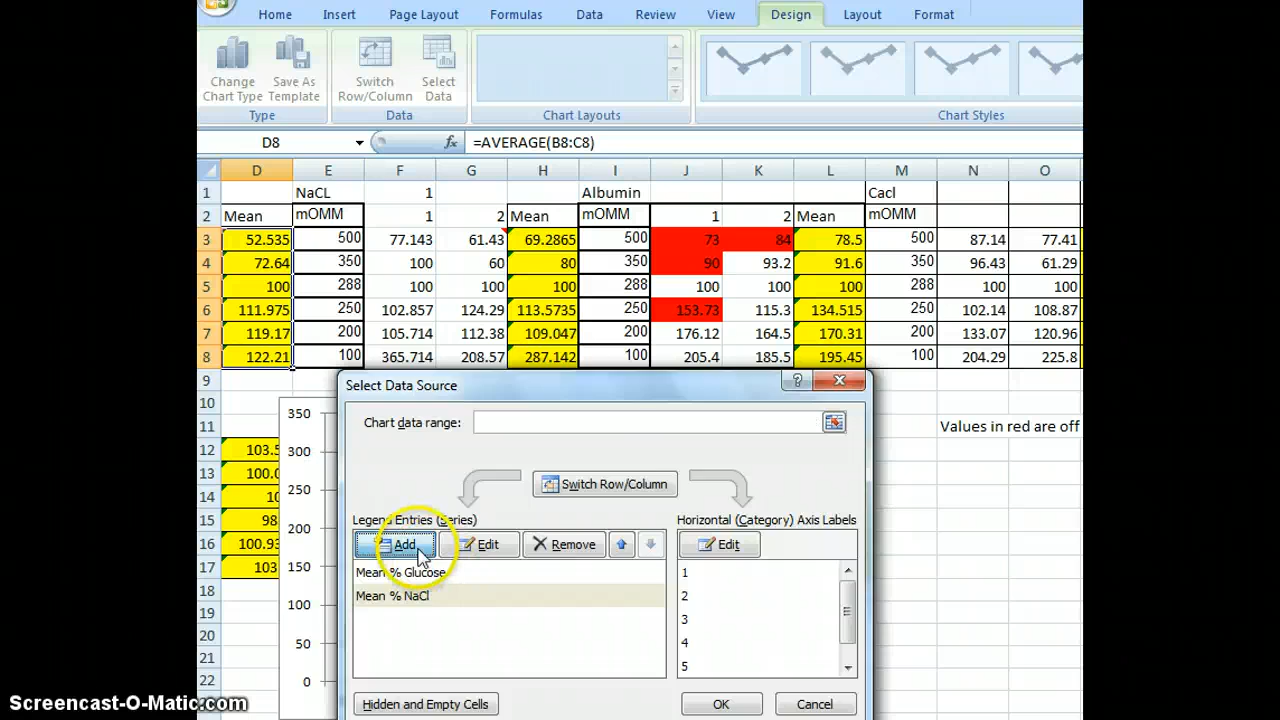 Home Insert Page Layout Formulas Data Review View Design Layout Format
Change Save As Switch Select
Chart Type Template Row/Column Data
Type Data Chart Layouts Chart Styles
D8 fx =AVERAGE(B8:C8)
D E F G H I J K L M N O
1 NaCL 1 Albumin Cacl
2 Mean mOMM 1 2 Mean mOMM 1 2 Mean mOMM
3 52.535 500 77.143 61.43 69.2865 500 73 84 78.5 500 87.14 77.41
4 72.64 350 100 60 80 350 90 93.2 91.6 350 96.43 61.29
5 100 288 100 100 100 288 100 100 100 288 100 100
6 111.975 250 102.857 124.29 113.5735 250 153.73 115.3 134.515 250 102.14 108.87
7 119.17 200 105.714 112.38 109.047 200 176.12 164.5 170.31 200 133.07 120.96
8 122.21 100 365.714 208.57 287.142 100 205.4 185.5 195.45 100 204.29 225.8
9 Select Data Source ?
10 350
Chart data range:
11 300 Values in red are off
12 103.5
13 100.0 250 Switch Row/Column
14 10
15 98. 200 Legend Entries (Series) Horizontal (Category) Axis Labels
16 100.93 Add Edit Remove Edit
17 103. 150 Mean % Glucose 1
18 100 Mean % NaCl 2
19 3
20 50 4
21 0 5
22 Hidden and Empty Cells OK Cancel
Screencast-O-Matic.com